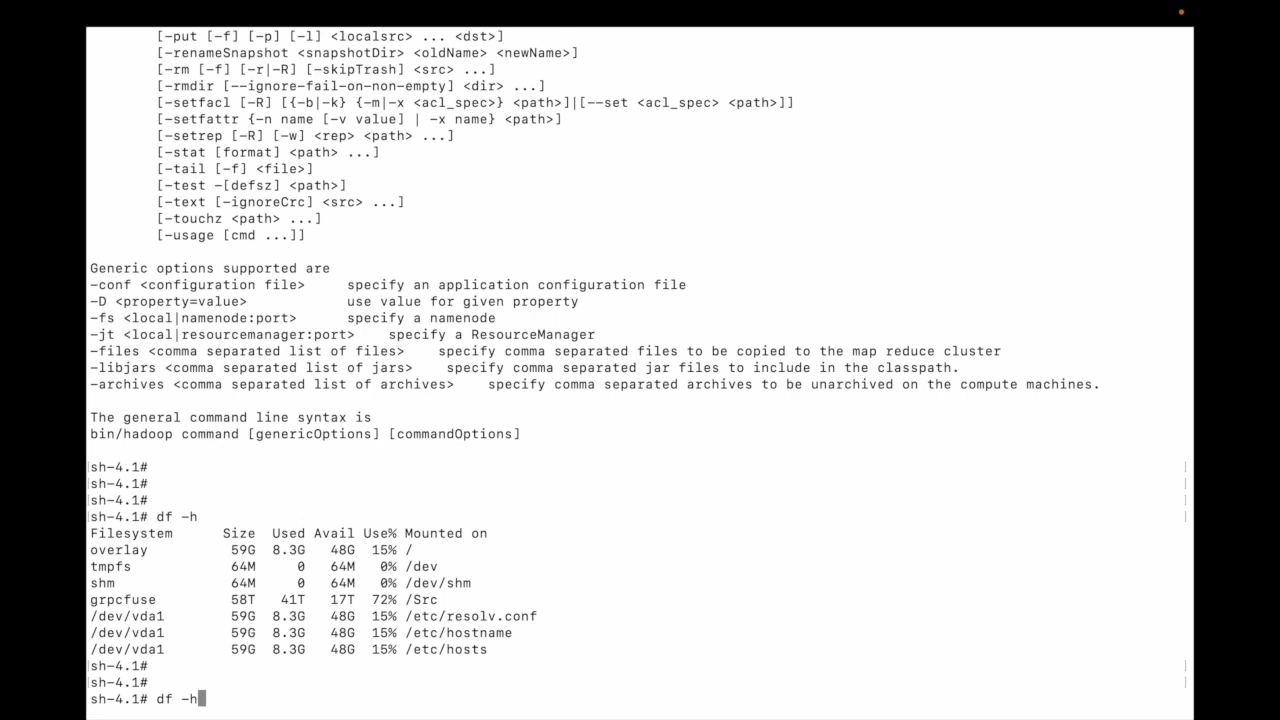 [-put [-f] [-p] [-l] <localsrc> ... <dst>]
[-renameSnapshot <snapshotDir> <oldName> <newName>]
[-rm [-f] [-r|-R] [-skipTrash] <src> ...]
[-rmdir [--ignore-fail-on-non-empty] <dir> ...]
[-setfacl [-R] [{-b|-k} {-m|-x <acl_spec>} <path>]|[--set <acl_spec> <path>]]
[-setfattr {-n name [-v value] | -x name} <path>]
[-setrep [-R] [-w] <rep> <path> ...]
[-stat [format] <path> ...]
[-tail [-f] <file>]
[-test -[defsz] <path>]
[-text [-ignoreCrc] <src> ...]
[-touchz <path> ...]
[-usage [cmd ...]]
Generic options supported are
-conf <configuration file>     specify an application configuration file
-D <property=value>            use value for given property
-fs <local|namenode:port>      specify a namenode
-jt <local|resourcemanager:port>    specify a ResourceManager
-files <comma separated list of files>    specify comma separated files to be copied to the map reduce cluster
-libjars <comma separated list of jars>    specify comma separated jar files to include in the classpath.
-archives <comma separated list of archives>    specify comma separated archives to be unarchived on the compute machines.
The general command line syntax is
bin/hadoop command [genericOptions] [commandOptions]
sh-4.1#
sh-4.1#
sh-4.1#
sh-4.1# df -h
Filesystem      Size  Used Avail Use% Mounted on
overlay          59G  8.3G   48G  15% /
tmpfs            64M     0   64M   0% /dev
shm              64M     0   64M   0% /dev/shm
grpcfuse         58T   41T   17T  72% /Src
/dev/vda1        59G  8.3G   48G  15% /etc/resolv.conf
/dev/vda1        59G  8.3G   48G  15% /etc/hostname
/dev/vda1        59G  8.3G   48G  15% /etc/hosts
sh-4.1#
sh-4.1#
sh-4.1# df -h